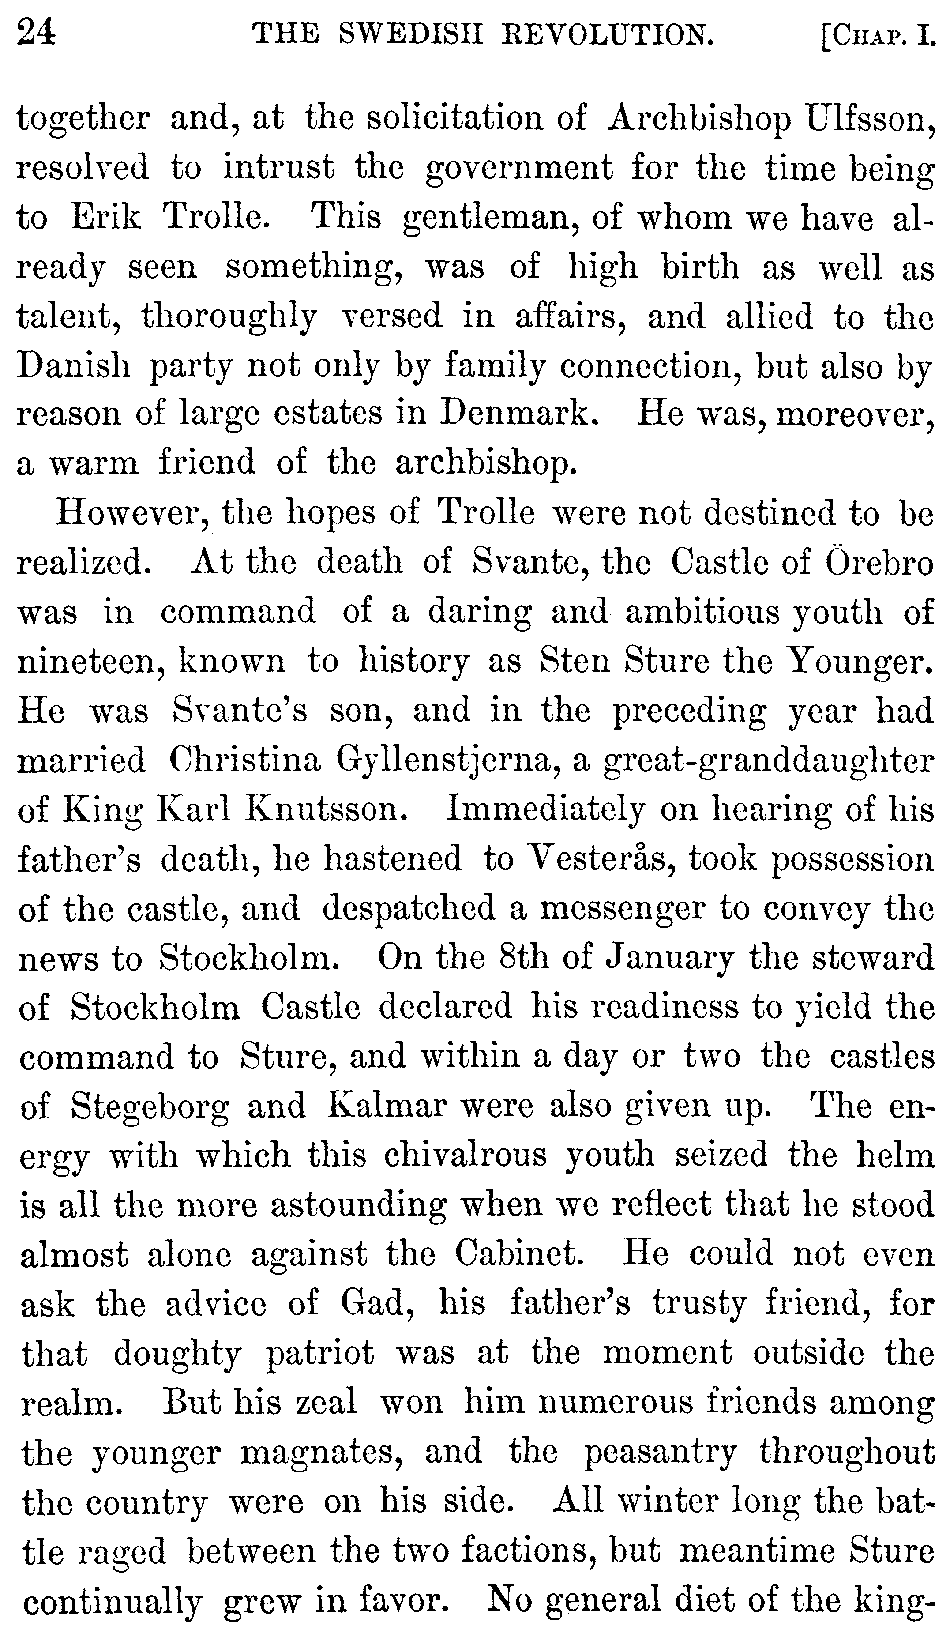 24 THE SWEDISH REVOLUTION. [CHAP. I.
together and, at the solicitation of Archbishop Ulfsson,
resolved to intrust the government for the time being
to Erik Trolle. This gentleman, of whom we have al-
ready seen something, was of high birth as well as
talent, thoroughly versed in affairs, and allied to the
Danish party not only by family connection, but also by
reason of large estates in Denmark. He was, moreover,
a warm friend of the archbishop.
However, the hopes of Trolle were not destined to be
realized. At the death of Svante, the Castle of Örebro
was in command of a daring and ambitious youth of
nineteen, known to history as Sten Sture the Younger.
He was Svante's son, and in the preceding year had
married Christina Gyllenstjerna, a great-granddaughter
of King Karl Knutsson. Immediately on hearing of his
father's death, he hastened to Vesterås, took possession
of the castle, and despatched a messenger to convey the
news to Stockholm. On the 8th of January the steward
of Stockholm Castle declared his readiness to yield the
command to Sture, and within a day or two the castles
of Stegeborg and Kalmar were also given up. The en-
ergy with which this chivalrous youth seized the helm
is all the more astounding when we reflect that he stood
almost alone against the Cabinet. He could not even
ask the advice of Gad, his father's trusty friend, for
that doughty patriot was at the moment outside the
realm. But his zeal won him numerous friends among
the younger magnates, and the peasantry throughout
the country were on his side. All winter long the bat-
tle raged between the two factions, but meantime Sture
continually grew in favor. No general diet of the king-